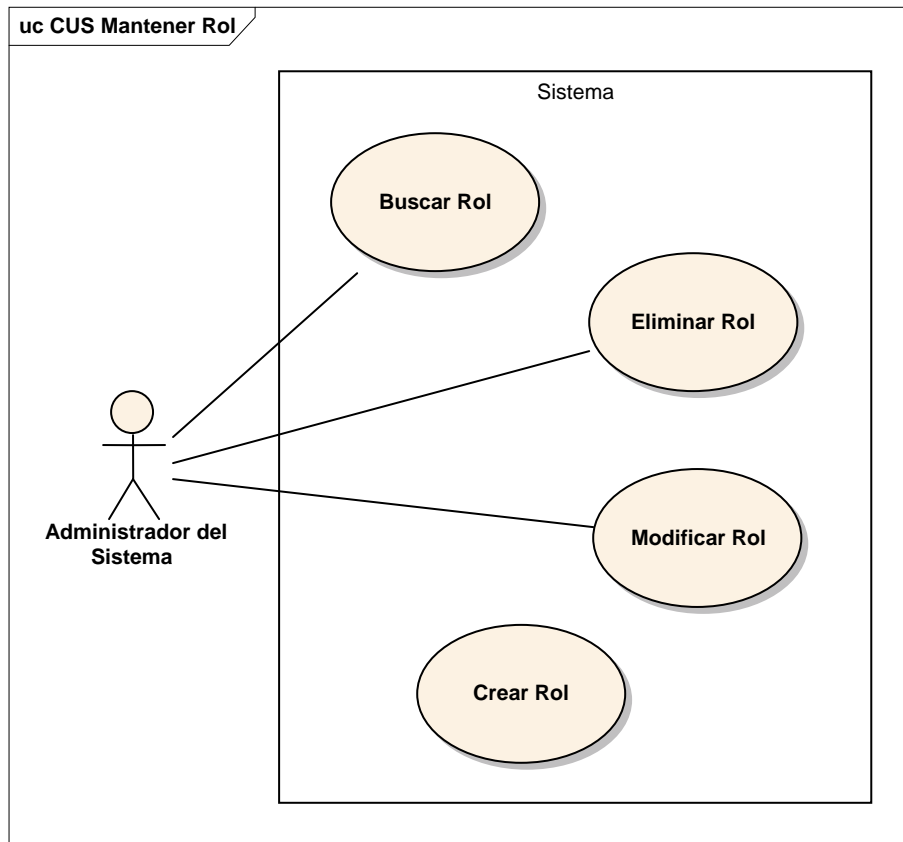 uc CUS Mantener Rol
Sistema
Buscar Rol
Eliminar Rol
Administrador del
Sistema
Modificar Rol
Crear Rol